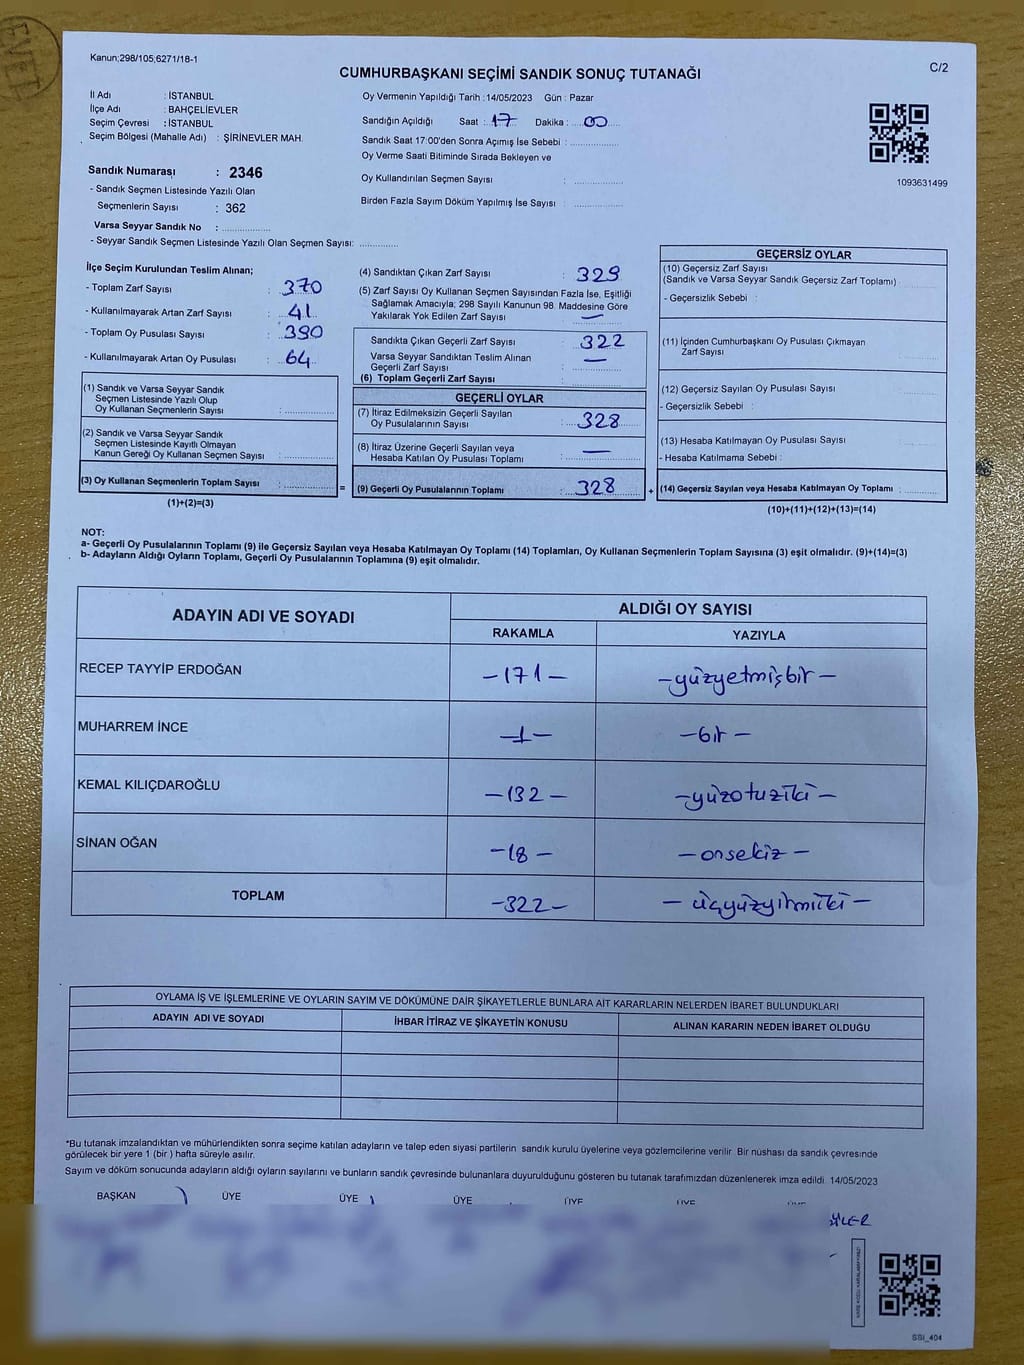 EVET
Kanun;298/105;6271/18-1
C/2
CUMHURBAŞKANI SEÇİMİ SANDIK SONUÇ TUTANAĞI
İl Adı : İSTANBUL
İlçe Adı : BAHÇELİEVLER
Seçim Çevresi : İSTANBUL
Seçim Bölgesi (Mahalle Adı) : ŞİRİNEVLER MAH.
Oy Vermenin Yapıldığı Tarih : 14/05/2023 Gün : Pazar
Sandığın Açıldığı Saat : 17 Dakika : 00
Sandık Saat 17:00'den Sonra Açımış İse Sebebi :
Oy Verme Saati Bitiminde Sırada Bekleyen ve
Oy Kullandırılan Seçmen Sayısı :
Birden Fazla Sayım Döküm Yapılmış İse Sayısı :
1093631499
Sandık Numarası : 2346
- Sandık Seçmen Listesinde Yazılı Olan
Seçmenlerin Sayısı : 362
Varsa Seyyar Sandık No :
- Seyyar Sandık Seçmen Listesinde Yazılı Olan Seçmen Sayısı:
İlçe Seçim Kurulundan Teslim Alınan;
- Toplam Zarf Sayısı : 370
- Kullanılmayarak Artan Zarf Sayısı : 41
- Toplam Oy Pusulası Sayısı : 390
- Kullanılmayarak Artan Oy Pusulası : 64
(1) Sandık ve Varsa Seyyar Sandık
Seçmen Listesinde Yazılı Olup
Oy Kullanan Seçmenlerin Sayısı :
(2) Sandık ve Varsa Seyyar Sandık
Seçmen Listesinde Kayıtlı Olmayan
Kanun Gereği Oy Kullanan Seçmen Sayısı :
(3) Oy Kullanan Seçmenlerin Toplam Sayısı :
(1)+(2)=(3)
=
(4) Sandıktan Çıkan Zarf Sayısı : 329
(5) Zarf Sayısı Oy Kullanan Seçmen Sayısından Fazla İse, Eşitliği
Sağlamak Amacıyla; 298 Sayılı Kanunun 98. Maddesine Göre
Yakılarak Yok Edilen Zarf Sayısı : —
Sandıkta Çıkan Geçerli Zarf Sayısı : 322
Varsa Seyyar Sandıktan Teslim Alınan —
Geçerli Zarf Sayısı :
(6) Toplam Geçerli Zarf Sayısı
GEÇERLİ OYLAR
(7) İtiraz Edilmeksizin Geçerli Sayılan
Oy Pusulalarının Sayısı : 328
(8) İtiraz Üzerine Geçerli Sayılan veya —
Hesaba Katılan Oy Pusulası Toplamı :
(9) Geçerli Oy Pusulalarının Toplamı : 328
+
GEÇERSİZ OYLAR
(10) Geçersiz Zarf Sayısı
(Sandık ve Varsa Seyyar Sandık Geçersiz Zarf Toplamı) :
- Geçersizlik Sebebi :
(11) İçinden Cumhurbaşkanı Oy Pusulası Çıkmayan
Zarf Sayısı :
(12) Geçersiz Sayılan Oy Pusulası Sayısı :
- Geçersizlik Sebebi :
(13) Hesaba Katılmayan Oy Pusulası Sayısı :
- Hesaba Katılmama Sebebi :
(14) Geçersiz Sayılan veya Hesaba Katılmayan Oy Toplamı :
(10)+(11)+(12)+(13)=(14)
NOT:
a- Geçerli Oy Pusulalarının Toplamı (9) ile Geçersiz Sayılan veya Hesaba Katılmayan Oy Toplamı (14) Toplamları, Oy Kullanan Seçmenlerin Toplam Sayısına (3) eşit olmalıdır. (9)+(14)=(3)
b- Adayların Aldığı Oyların Toplamı, Geçerli Oy Pusulalarının Toplamına (9) eşit olmalıdır.
ADAYIN ADI VE SOYADI
ALDIĞI OY SAYISI
RAKAMLA YAZIYLA
RECEP TAYYİP ERDOĞAN -171- -yüzyetmişbir-
MUHARREM İNCE -1- -bir-
KEMAL KILIÇDAROĞLU -132- -yüzotuziki-
SİNAN OĞAN -18- -onsekiz-
TOPLAM -322- -üçyüzyirmiiki-
OYLAMA İŞ VE İŞLEMLERİNE VE OYLARIN SAYIM VE DÖKÜMÜNE DAİR ŞİKAYETLERLE BUNLARA AİT KARARLARIN NELERDEN İBARET BULUNDUKLARI
ADAYIN ADI VE SOYADI İHBAR İTİRAZ VE ŞİKAYETİN KONUSU ALINAN KARARIN NEDEN İBARET OLDUĞU
*Bu tutanak imzalandıktan ve mühürlendikten sonra seçime katılan adayların ve talep eden siyasi partilerin sandık kurulu üyelerine veya gözlemcilerine verilir. Bir nüshası da sandık çevresinde
görülecek bir yere 1 (bir ) hafta süreyle asılır.
Sayım ve döküm sonucunda adayların aldığı oyların sayılarını ve bunların sandık çevresinde bulunanlara duyurulduğunu gösteren bu tutanak tarafımızdan düzenlenerek imza edildi. 14/05/2023
BAŞKAN ÜYE ÜYE ÜYE ÜYE ÜYE ÜYE
SSI_404